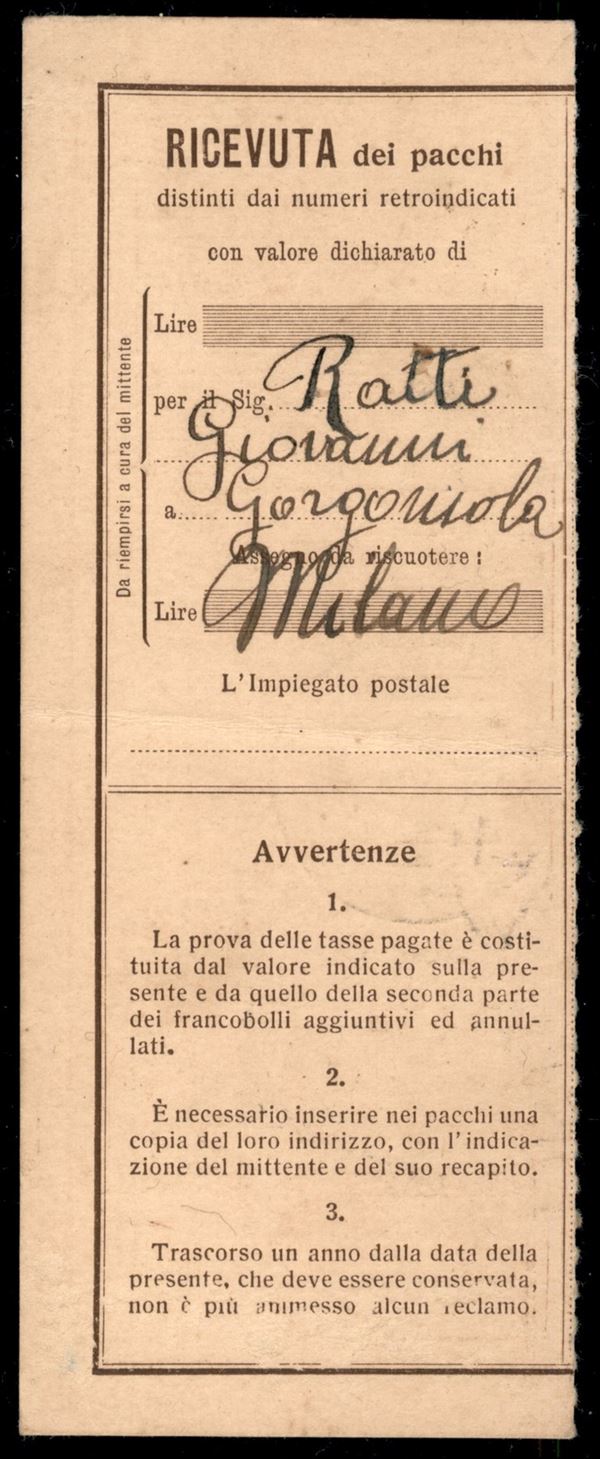 RICEVUTA dei pacchi
distinti dai numeri retroindicati
con valore dichiarato di
Da riempirsi a cura del mittente
Lire
per il Sig. Ratti
Giovanni
a Gorgonzola
Assegno da riscuotere:
Lire Milano
L'Impiegato postale
Avvertenze
1.
La prova delle tasse pagate è costi-
tuita dal valore indicato sulla pre-
sente e da quello della seconda parte
dei francobolli aggiuntivi ed annul-
lati.
2.
È necessario inserire nei pacchi una
copia del loro indirizzo, con l'indica-
zione del mittente e del suo recapito.
3.
Trascorso un anno dalla data della
presente, che deve essere conservata,
non è più ammesso alcun reclamo.